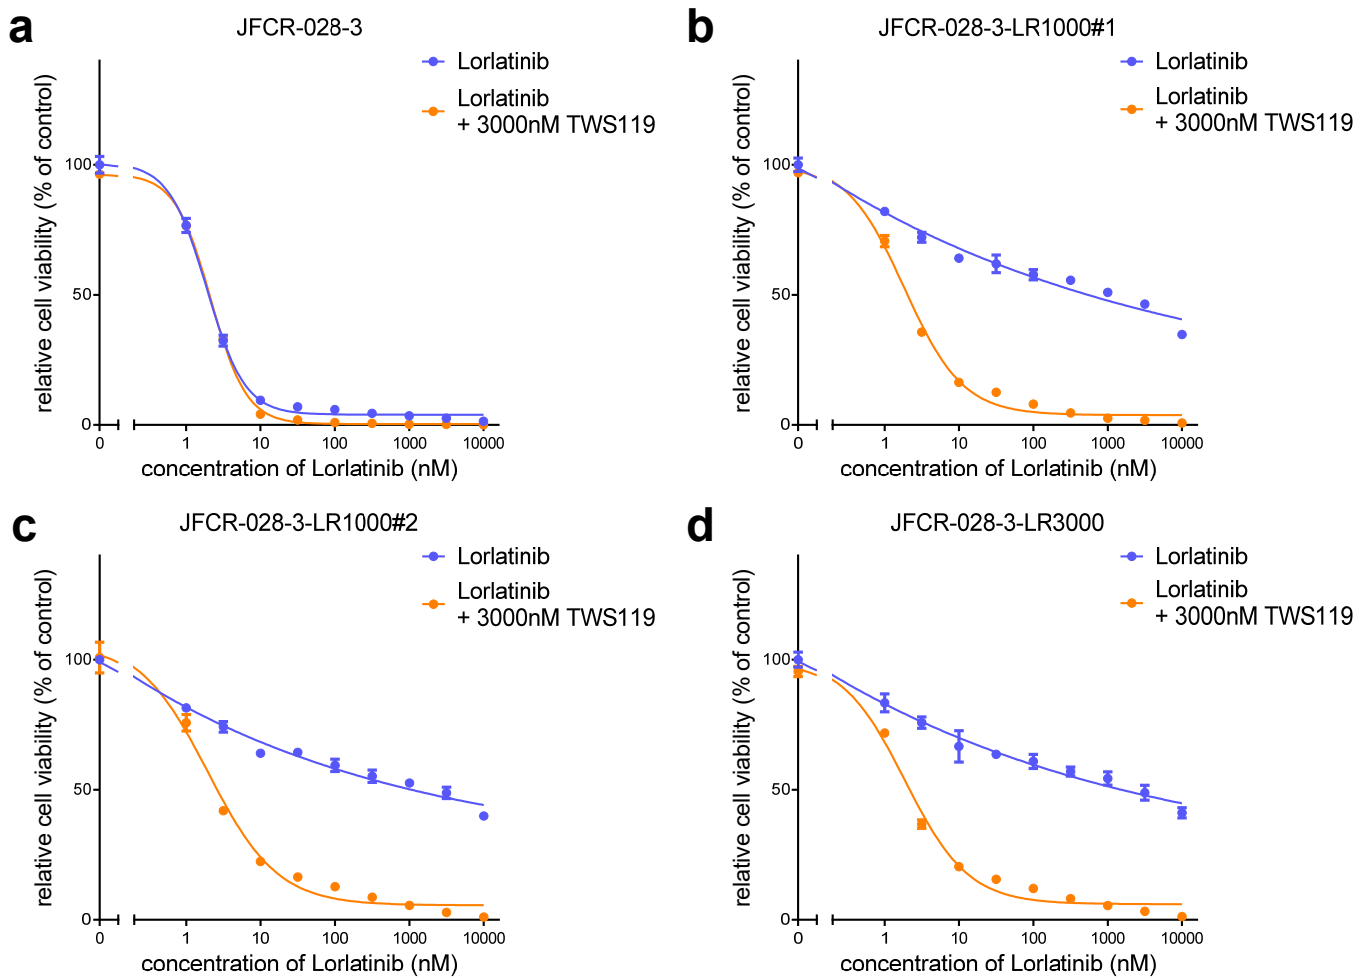 a
JFCR-028-3
Lorlatinib
Lorlatinib
+ 3000nM TWS119
relative cell viability (% of control)
100
50
0
0 1 10 100 1000 10000
concentration of Lorlatinib (nM)
b
JFCR-028-3-LR1000#1
Lorlatinib
Lorlatinib
+ 3000nM TWS119
relative cell viability (% of control)
100
50
0
0 1 10 100 1000 10000
concentration of Lorlatinib (nM)
c
JFCR-028-3-LR1000#2
Lorlatinib
Lorlatinib
+ 3000nM TWS119
relative cell viability (% of control)
100
50
0
0 1 10 100 1000 10000
concentration of Lorlatinib (nM)
d
JFCR-028-3-LR3000
Lorlatinib
Lorlatinib
+ 3000nM TWS119
relative cell viability (% of control)
100
50
0
0 1 10 100 1000 10000
concentration of Lorlatinib (nM)